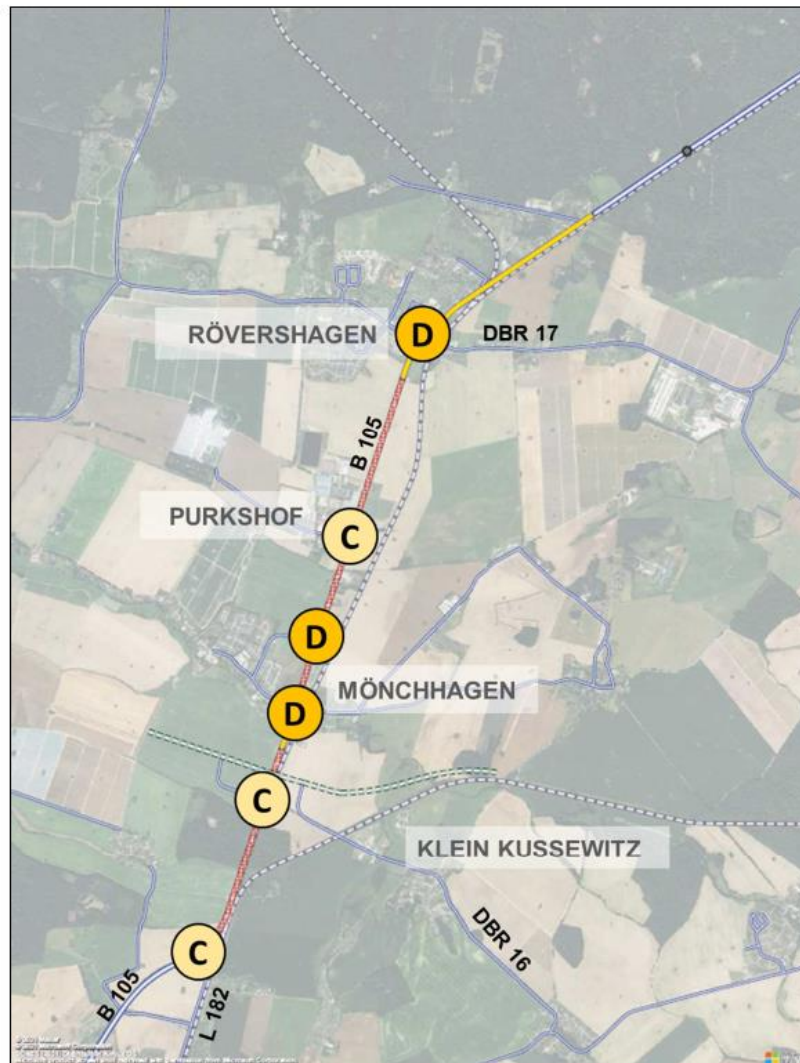 RÖVERSHAGEN
D
DBR 17
B 105
PURKSHOF
C
D
MÖNCHHAGEN
D
C
KLEIN KUSSEWITZ
DBR 16
C
B 105
L 182